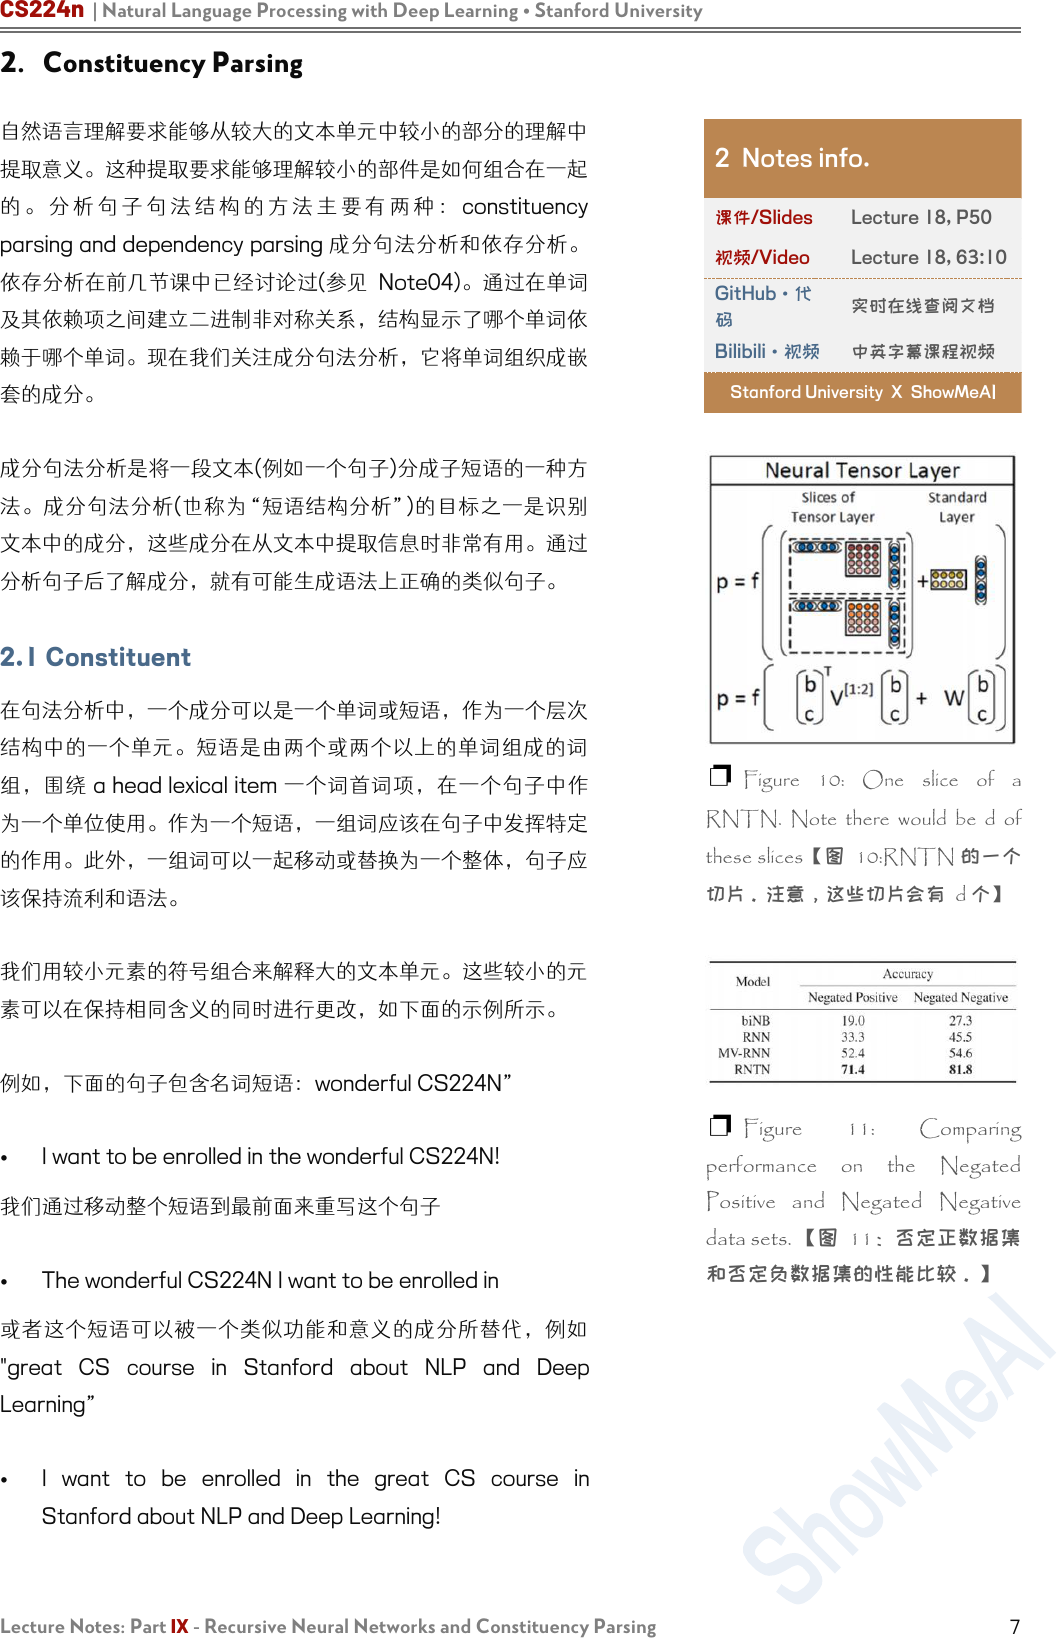 CS224n | Natural Language Processing with Deep Learning • Stanford University
2. Constituency Parsing
自然语言理解要求能够从较大的文本单元中较小的部分的理解中
提取意义。这种提取要求能够理解较小的部件是如何组合在一起
的。分析句子句法结构的方法主要有两种：constituency
parsing and dependency parsing 成分句法分析和依存分析。
依存分析在前几节课中已经讨论过(参见 Note04)。通过在单词
及其依赖项之间建立二进制非对称关系，结构显示了哪个单词依
赖于哪个单词。现在我们关注成分句法分析，它将单词组织成嵌
套的成分。
成分句法分析是将一段文本(例如一个句子)分成子短语的一种方
法。成分句法分析(也称为 “短语结构分析” )的目标之一是识别
文本中的成分，这些成分在从文本中提取信息时非常有用。通过
分析句子后了解成分，就有可能生成语法上正确的类似句子。
2.1 Constituent
在句法分析中，一个成分可以是一个单词或短语，作为一个层次
结构中的一个单元。短语是由两个或两个以上的单词组成的词
组，围绕 a head lexical item 一个词首词项，在一个句子中作
为一个单位使用。作为一个短语，一组词应该在句子中发挥特定
的作用。此外，一组词可以一起移动或替换为一个整体，句子应
该保持流利和语法。
我们用较小元素的符号组合来解释大的文本单元。这些较小的元
素可以在保持相同含义的同时进行更改，如下面的示例所示。
例如，下面的句子包含名词短语：wonderful CS224N”
• I want to be enrolled in the wonderful CS224N!
我们通过移动整个短语到最前面来重写这个句子
• The wonderful CS224N I want to be enrolled in
或者这个短语可以被一个类似功能和意义的成分所替代，例如
"great CS course in Stanford about NLP and Deep
Learning”
• I want to be enrolled in the great CS course in
Stanford about NLP and Deep Learning!
2 Notes info.
课件/Slides Lecture 18, P50
视频/Video Lecture 18, 63:10
GitHub • 代
码 实时在线查阅文档
Bilibili • 视频 中英字幕课程视频
Stanford University X ShowMeAI
Neural Tensor Layer
Slices of Standard
Tensor Layer Layer
p = f +
p = f b T V[1:2] b + W b
c c c
❐ Figure 10: One slice of a
RNTN. Note there would be d of
these slices【图 10:RNTN 的一个
切片．注意，这些切片会有 d 个】
Model Accuracy
Negated Positive Negated Negative
biNB 19.0 27.3
RNN 33.3 45.5
MV-RNN 52.4 54.6
RNTN 71.4 81.8
❐ Figure 11: Comparing
performance on the Negated
Positive and Negated Negative
data sets.【图 11：否定正数据集
和否定负数据集的性能比较．】
ShowMeAI
Lecture Notes: Part IX - Recursive Neural Networks and Constituency Parsing 7